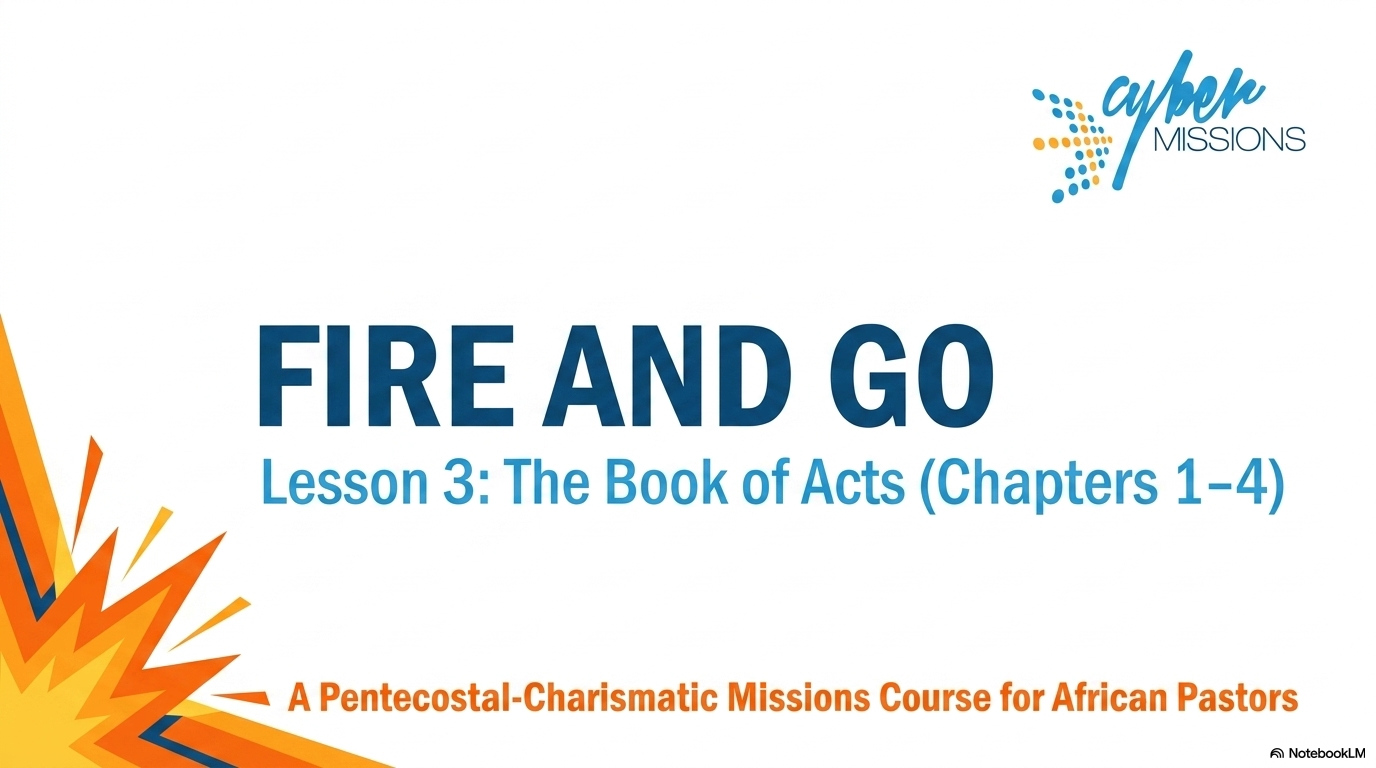 cyber
MISSIONS
FIRE AND GO
Lesson 3: The Book of Acts (Chapters 1–4)
A Pentecostal-Charismatic Missions Course for African Pastors
NotebookLM